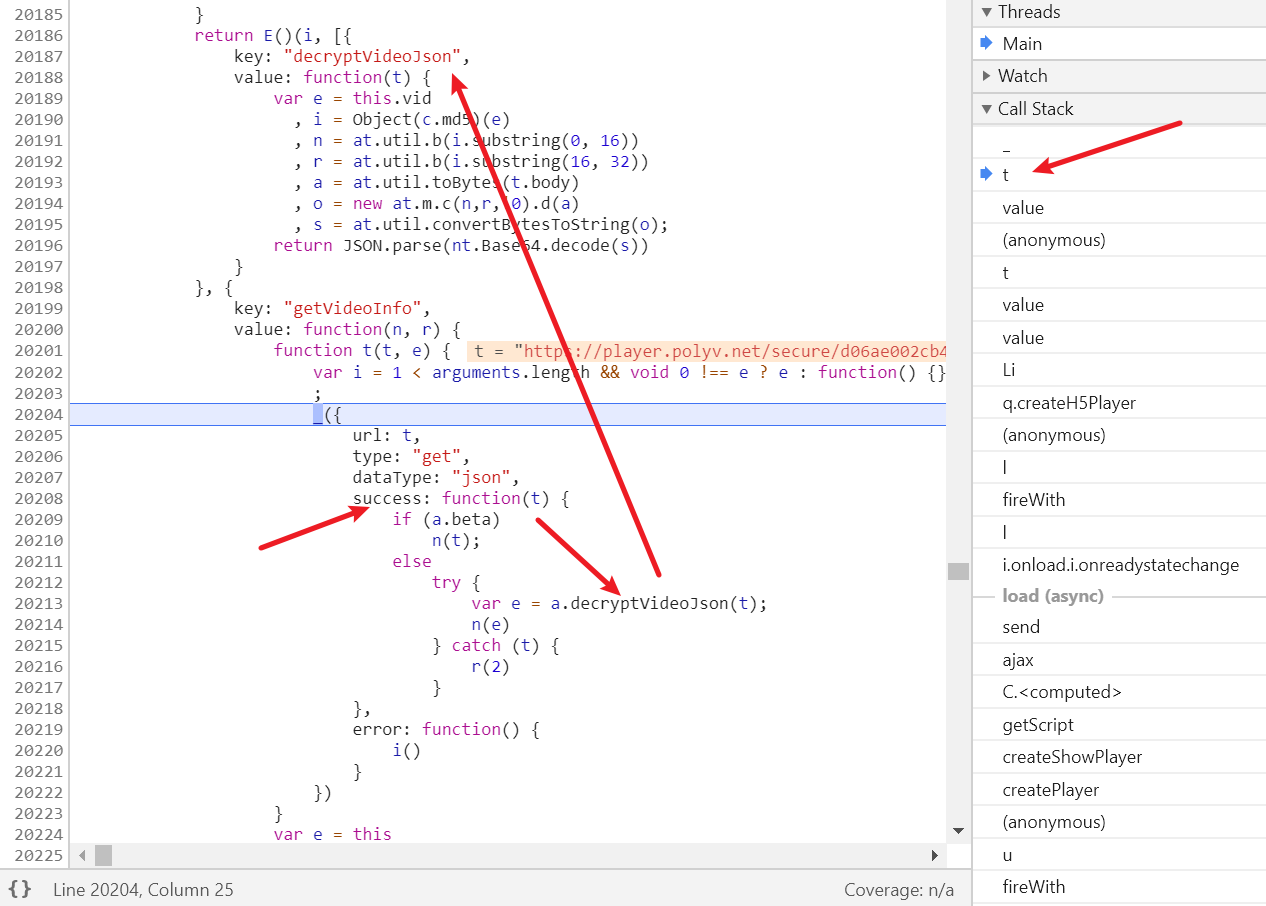 20185 }
20186 return E()(i, [{
20187 key: "decryptVideoJson",
20188 value: function(t) {
20189 var e = this.vid
20190 , i = Object(c.md5)(e)
20191 , n = at.util.b(i.substring(0, 16))
20192 , r = at.util.b(i.substring(16, 32))
20193 , a = at.util.toBytes(t.body)
20194 , o = new at.m.c(n,r, 0).d(a)
20195 , s = at.util.convertBytesToString(o);
20196 return JSON.parse(nt.Base64.decode(s))
20197 }
20198 }, {
20199 key: "getVideoInfo",
20200 value: function(n, r) {
20201 function t(t, e) { t = "https://player.polyv.net/secure/d06ae002cb4
20202 var i = 1 < arguments.length && void 0 !== e ? e : function() {}
20203 ;
20204 _({
20205 url: t,
20206 type: "get",
20207 dataType: "json",
20208 success: function(t) {
20209 if (a.beta)
20210 n(t);
20211 else
20212 try {
20213 var e = a.decryptVideoJson(t);
20214 n(e)
20215 } catch (t) {
20216 r(2)
20217 }
20218 },
20219 error: function() {
20220 i()
20221 }
20222 })
20223 }
20224 var e = this
20225
{} Line 20204, Column 25 Coverage: n/a
Threads
Main
Watch
Call Stack
_
t
value
(anonymous)
t
value
value
Li
q.createH5Player
(anonymous)
l
fireWith
l
i.onload.i.onreadystatechange
load (async)
send
ajax
C.<computed>
getScript
createShowPlayer
createPlayer
(anonymous)
u
fireWith